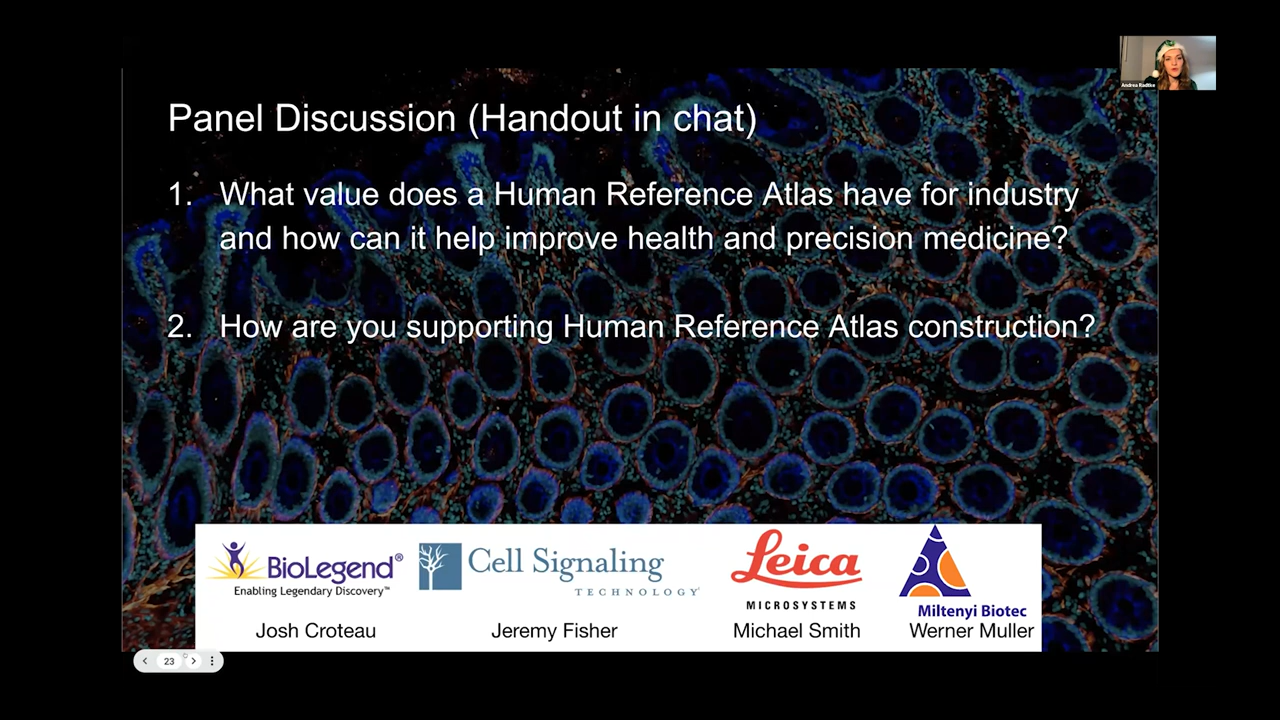 Andrea Radtke
Panel Discussion (Handout in chat)
1. What value does a Human Reference Atlas have for industry
and how can it help improve health and precision medicine?
2. How are you supporting Human Reference Atlas construction?
BioLegend®
Enabling Legendary Discovery™
Josh Croteau
Cell Signaling
TECHNOLOGY®
Jeremy Fisher
Leica
MICROSYSTEMS
Michael Smith
Miltenyi Biotec
Werner Muller
23